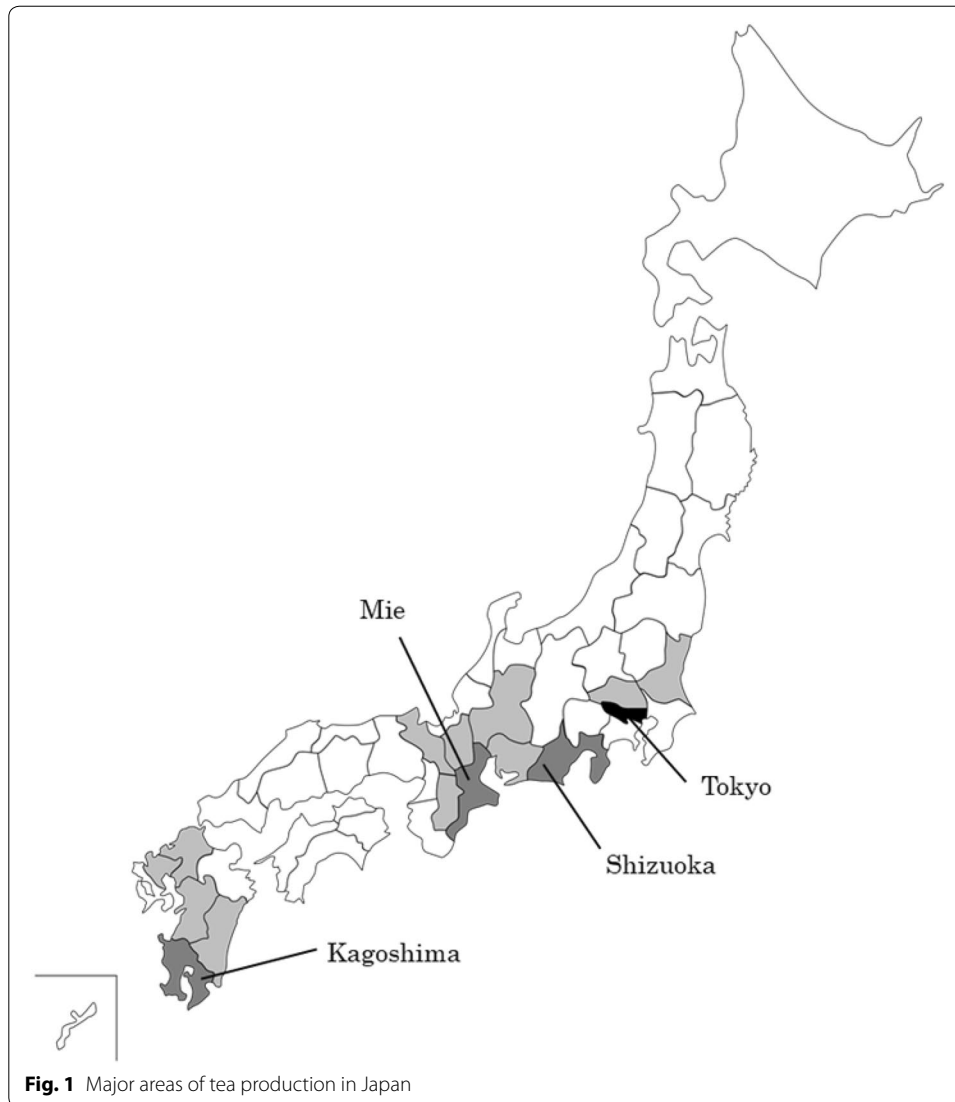 Mie
Tokyo
Shizuoka
Kagoshima
Fig. 1 Major areas of tea production in Japan